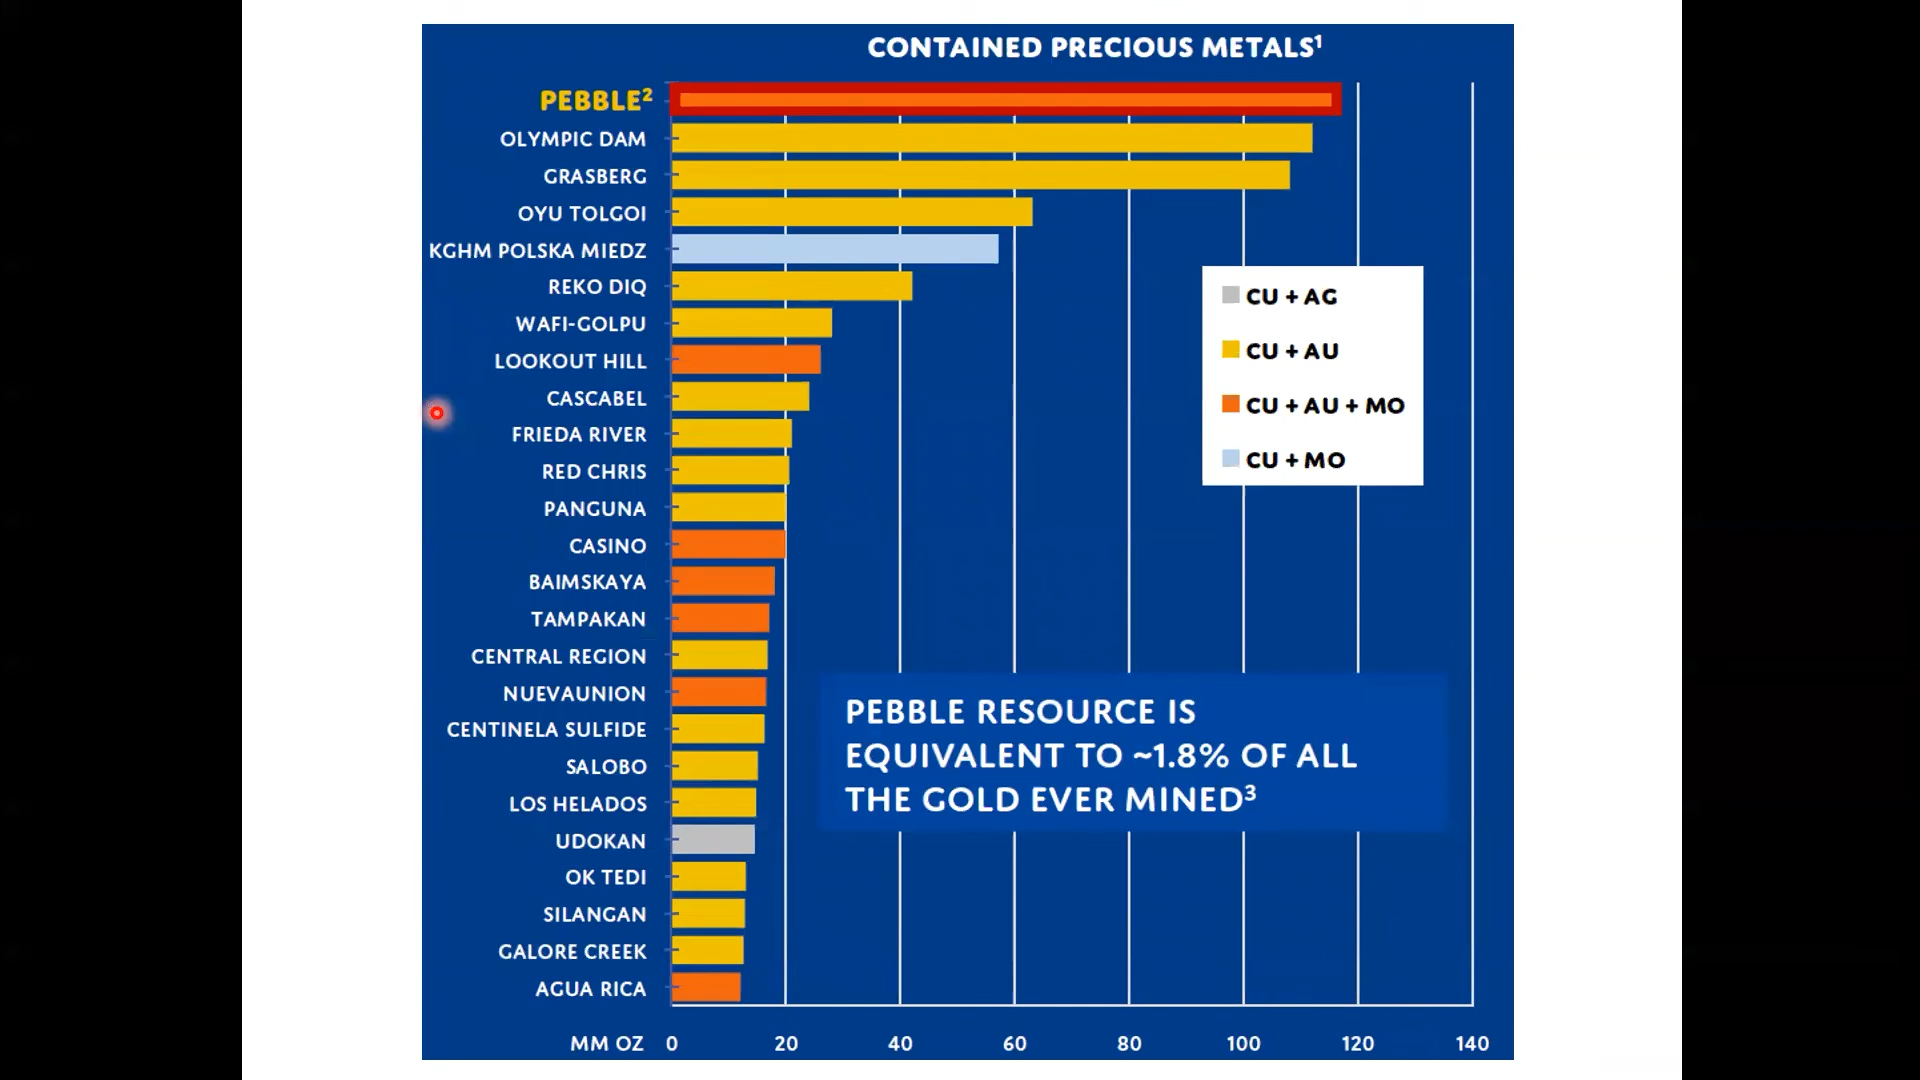 CONTAINED PRECIOUS METALS¹
PEBBLE²
OLYMPIC DAM
GRASBERG
OYU TOLGOI
KGHM POLSKA MIEDZ
REKO DIQ
WAFI-GOLPU
LOOKOUT HILL
CASCABEL
FRIEDA RIVER
RED CHRIS
PANGUNA
CASINO
BAIMSKAYA
TAMPAKAN
CENTRAL REGION
NUEVAUNION
CENTINELA SULFIDE
SALOBO
LOS HELADOS
UDOKAN
OK TEDI
SILANGAN
GALORE CREEK
AGUA RICA
CU + AG
CU + AU
CU + AU + MO
CU + MO
PEBBLE RESOURCE IS
EQUIVALENT TO ~1.8% OF ALL
THE GOLD EVER MINED³
MM OZ 0 20 40 60 80 100 120 140